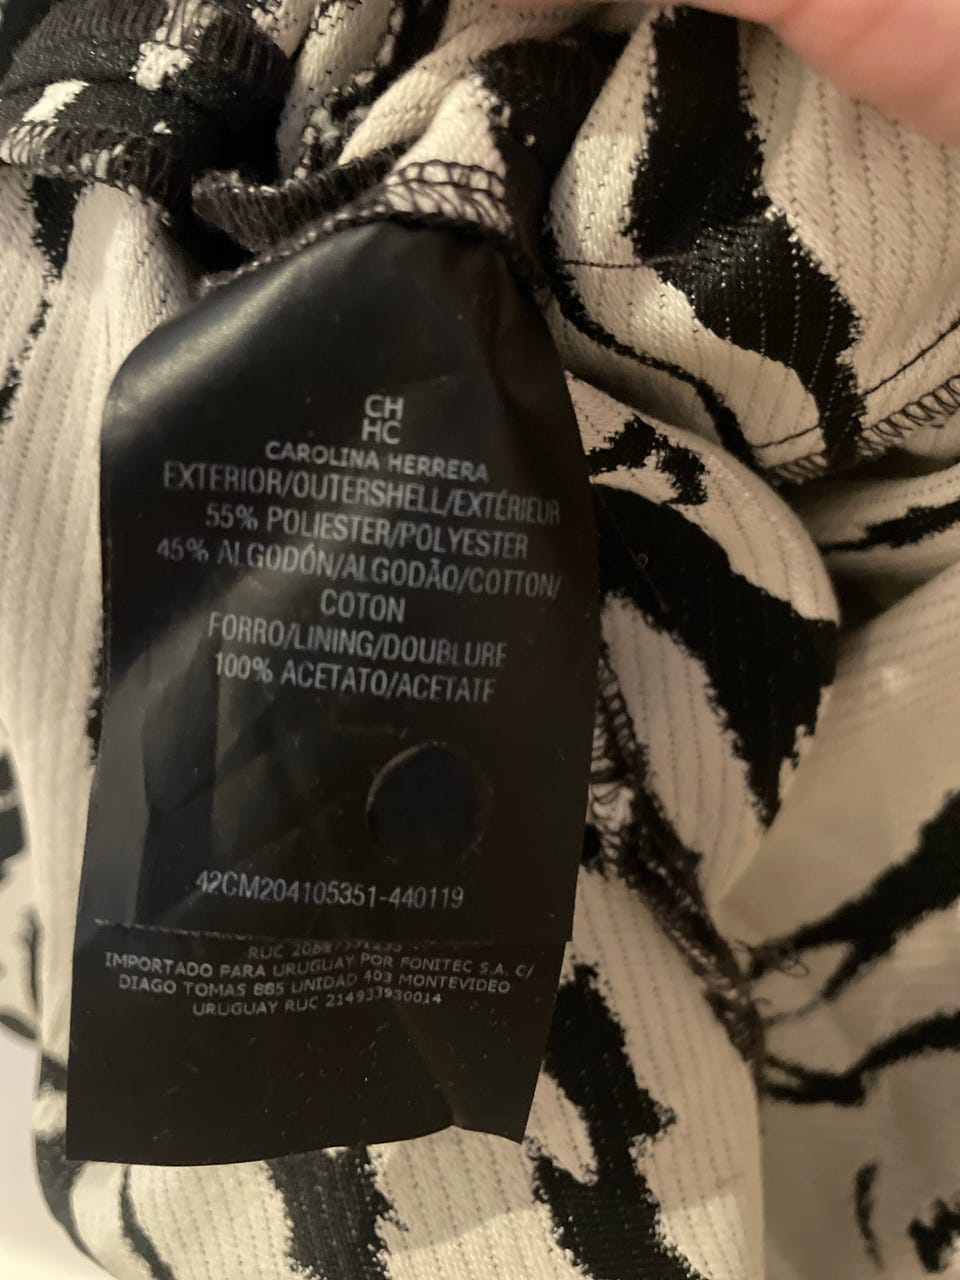 CH
HC
CAROLINA HERRERA
EXTERIOR/OUTERSHELL/EXTÉRIEUR
55% POLIESTER/POLYESTER
45% ALGODÓN/ALGODÃO/COTTON/
COTON
FORRO/LINING/DOUBLURE
100% ACETATO/ACETATE
42CM204105351-440119
RUC
IMPORTADO PARA URUGUAY POR FONITEC S.A. C/
DIAGO TOMAS 885 UNIDAD 403 MONTEVIDEO
URUGUAY RUC 214933930014